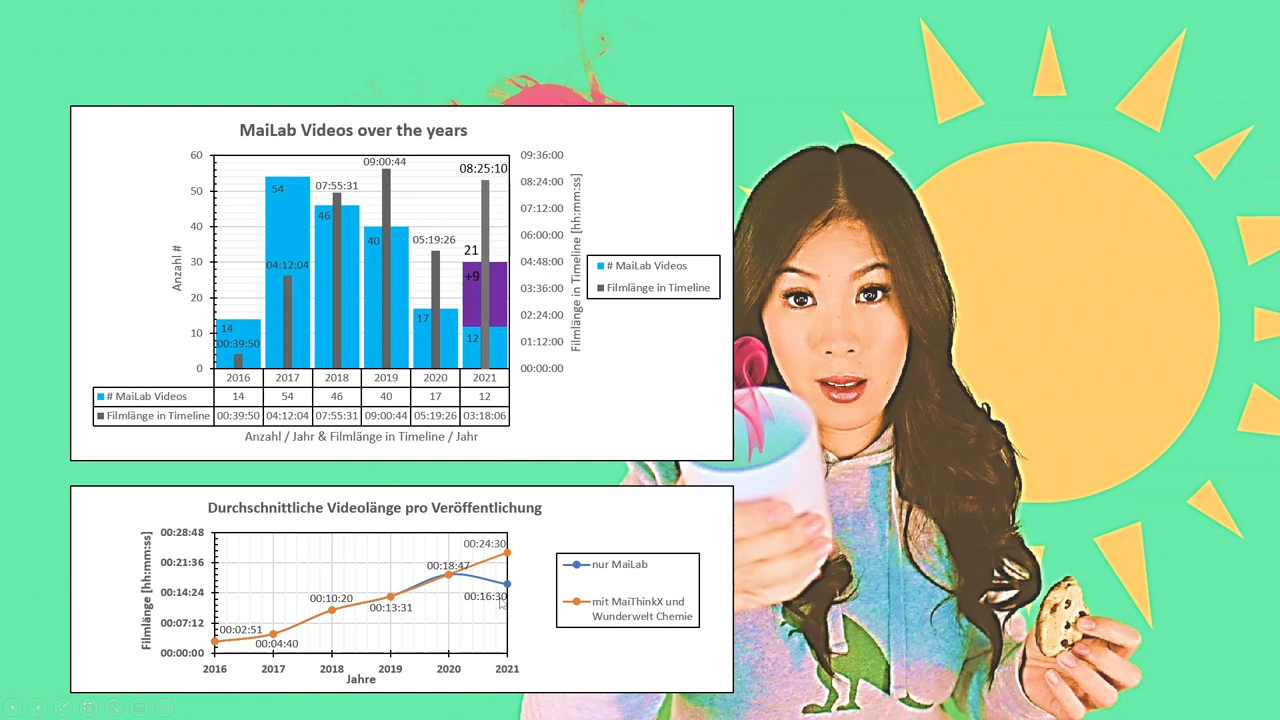 MaiLab Videos over the years
60
50
40
30
20
10
0
Anzahl #
14
00:39:50
54
04:12:04
46
07:55:31
40
09:00:44
17
05:19:26
21
+9
12
08:25:10
09:36:00
08:24:00
07:12:00
06:00:00
04:48:00
03:36:00
02:24:00
01:12:00
00:00:00
Filmlänge in Timeline [hh:mm:ss]
# MaiLab Videos
Filmlänge in Timeline
2016 2017 2018 2019 2020 2021
# MaiLab Videos 14 54 46 40 17 12
Filmlänge in Timeline 00:39:50 04:12:04 07:55:31 09:00:44 05:19:26 03:18:06
Anzahl / Jahr & Filmlänge in Timeline / Jahr
Durchschnittliche Videolänge pro Veröffentlichung
Filmlänge [hh:mm:ss]
00:28:48
00:21:36
00:14:24
00:07:12
00:00:00
00:02:51
00:04:40
00:10:20
00:13:31
00:18:47
00:24:30
00:16:30
nur MaiLab
mit MaiThinkX und
Wunderwelt Chemie
2016 2017 2018 2019 2020 2021
Jahre